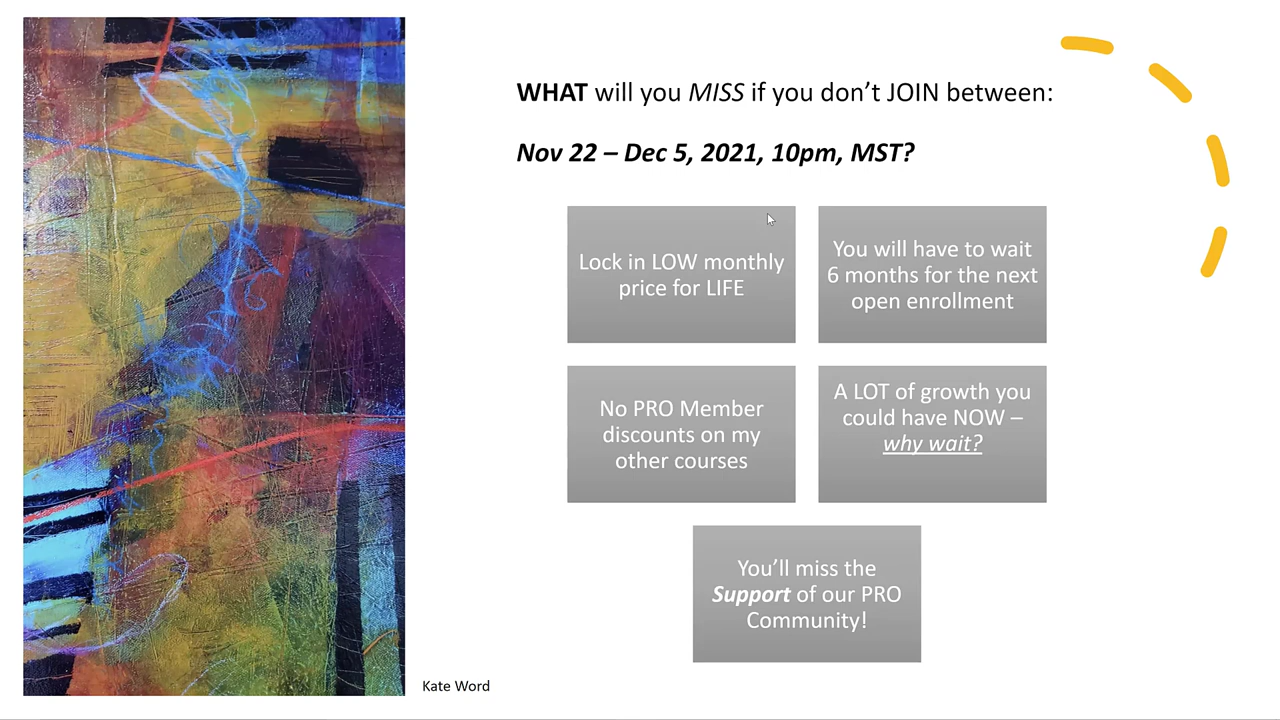 WHAT will you MISS if you don’t JOIN between:
Nov 22 – Dec 5, 2021, 10pm, MST?
Lock in LOW monthly
price for LIFE
You will have to wait
6 months for the next
open enrollment
No PRO Member
discounts on my
other courses
A LOT of growth you
could have NOW –
why wait?
You’ll miss the
Support of our PRO
Community!
Kate Word